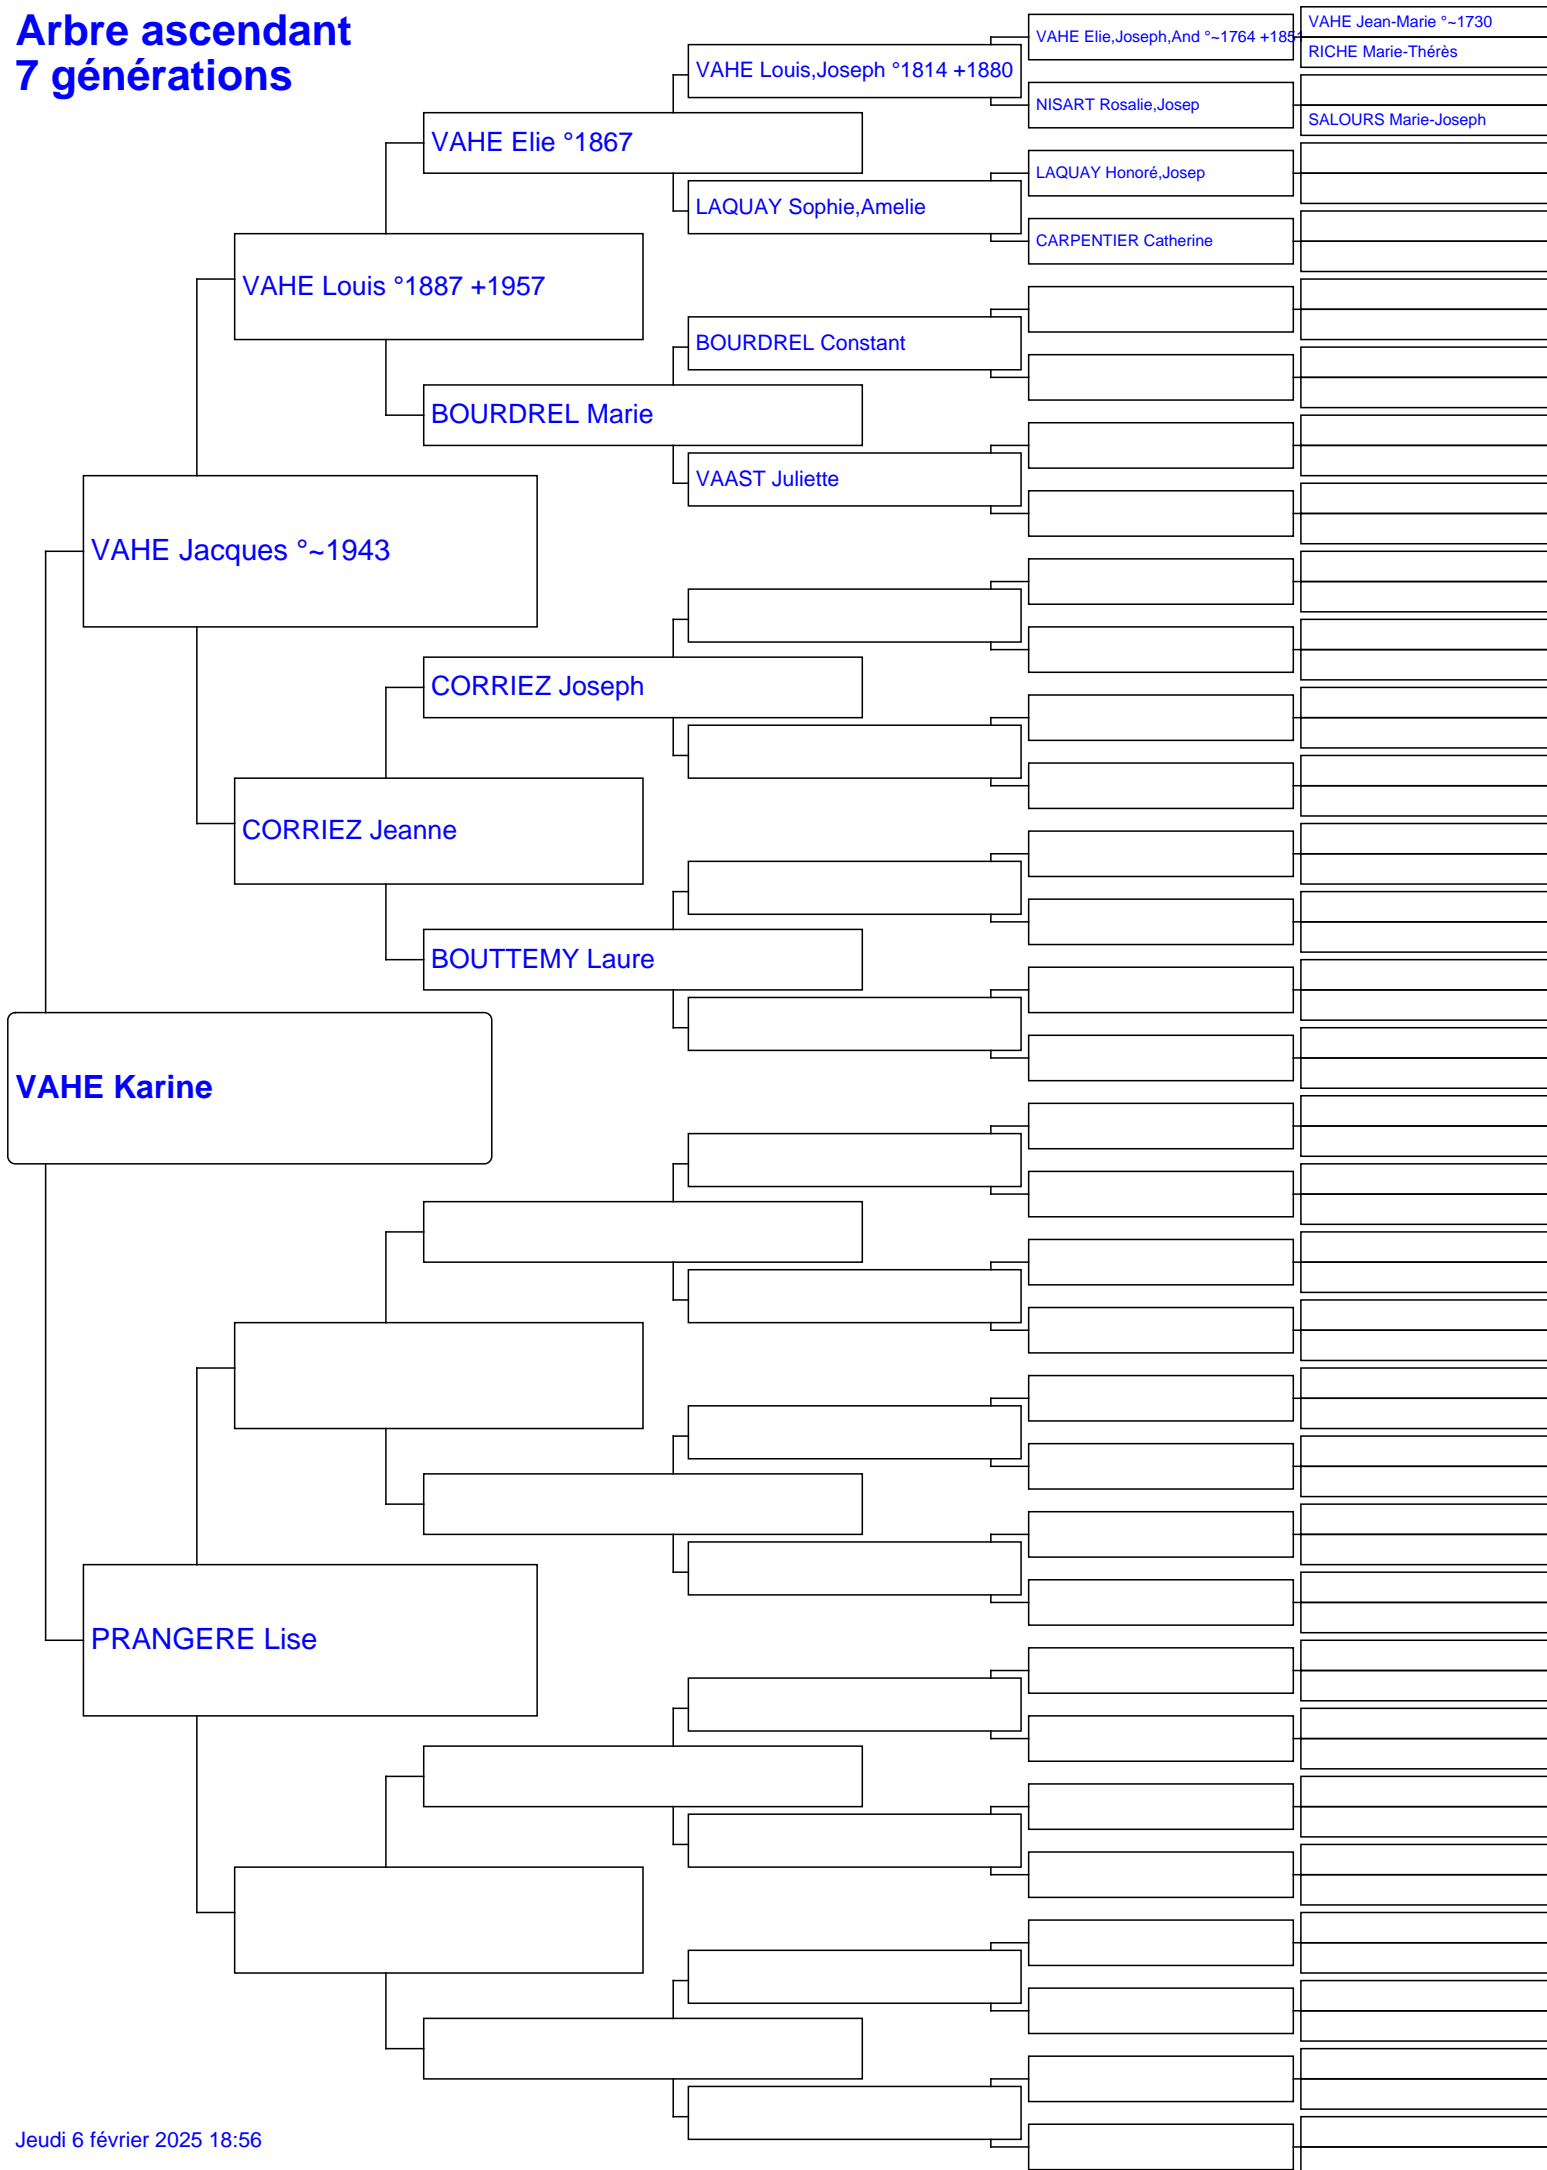 Arbre ascendant
7 générations
VAHE Jean-Marie °~1730
VAHE Elie,Joseph,And °~1764 +185
RICHE Marie-Thérès
VAHE Louis,Joseph °1814 +1880
NISART Rosalie,Josep
SALOURS Marie-Joseph
VAHE Elie °1867
LAQUAY Honoré,Josep
LAQUAY Sophie,Amelie
CARPENTIER Catherine
VAHE Louis °1887 +1957
BOURDREL Constant
BOURDREL Marie
VAAST Juliette
VAHE Jacques °~1943
CORRIEZ Joseph
CORRIEZ Jeanne
BOUTTEMY Laure
VAHE Karine
PRANGERE Lise
Jeudi 6 février 2025 18:56